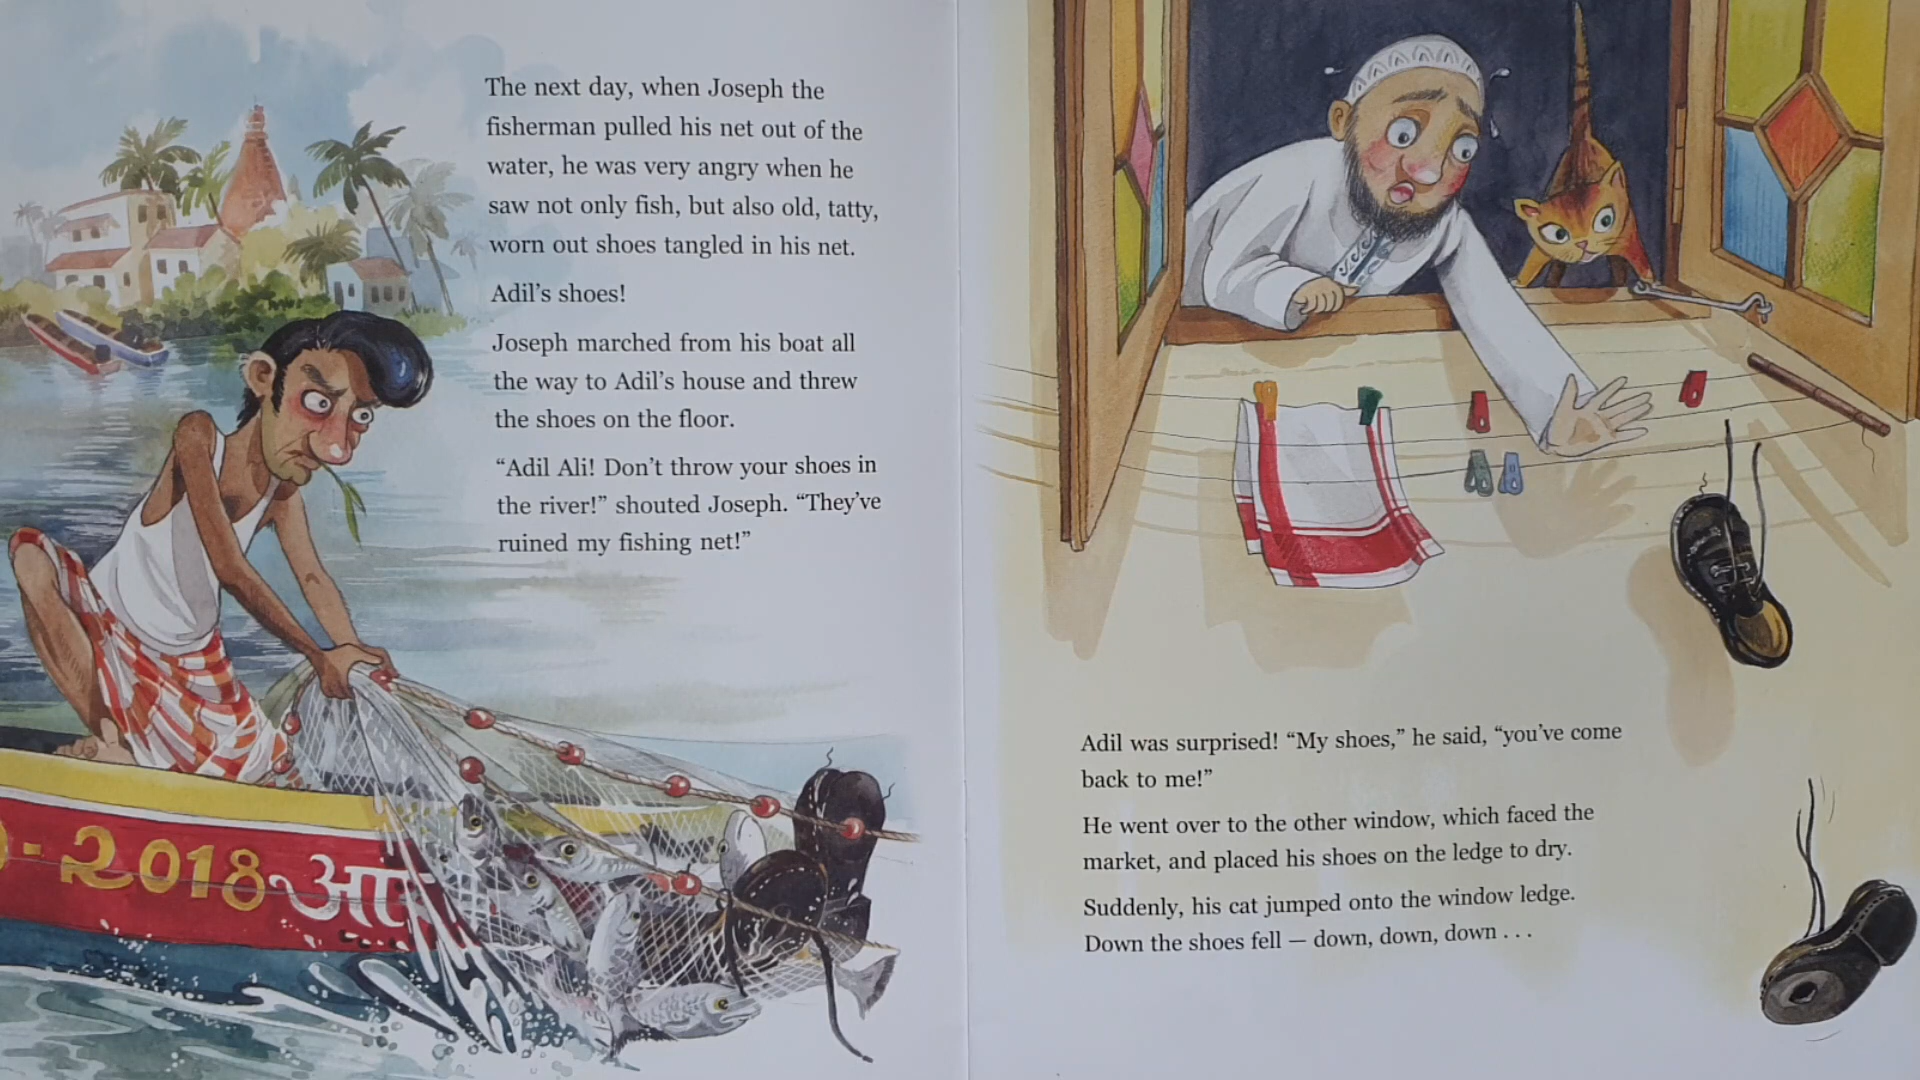 The next day, when Joseph the
fisherman pulled his net out of the
water, he was very angry when he
saw not only fish, but also old, tatty,
worn out shoes tangled in his net.
Adil’s shoes!
Joseph marched from his boat all
the way to Adil’s house and threw
the shoes on the floor.
“Adil Ali! Don’t throw your shoes in
the river!” shouted Joseph. “They’ve
ruined my fishing net!”
- 2018 आ
Adil was surprised! “My shoes,” he said, “you’ve come
back to me!”
He went over to the other window, which faced the
market, and placed his shoes on the ledge to dry.
Suddenly, his cat jumped onto the window ledge.
Down the shoes fell — down, down, down . . .